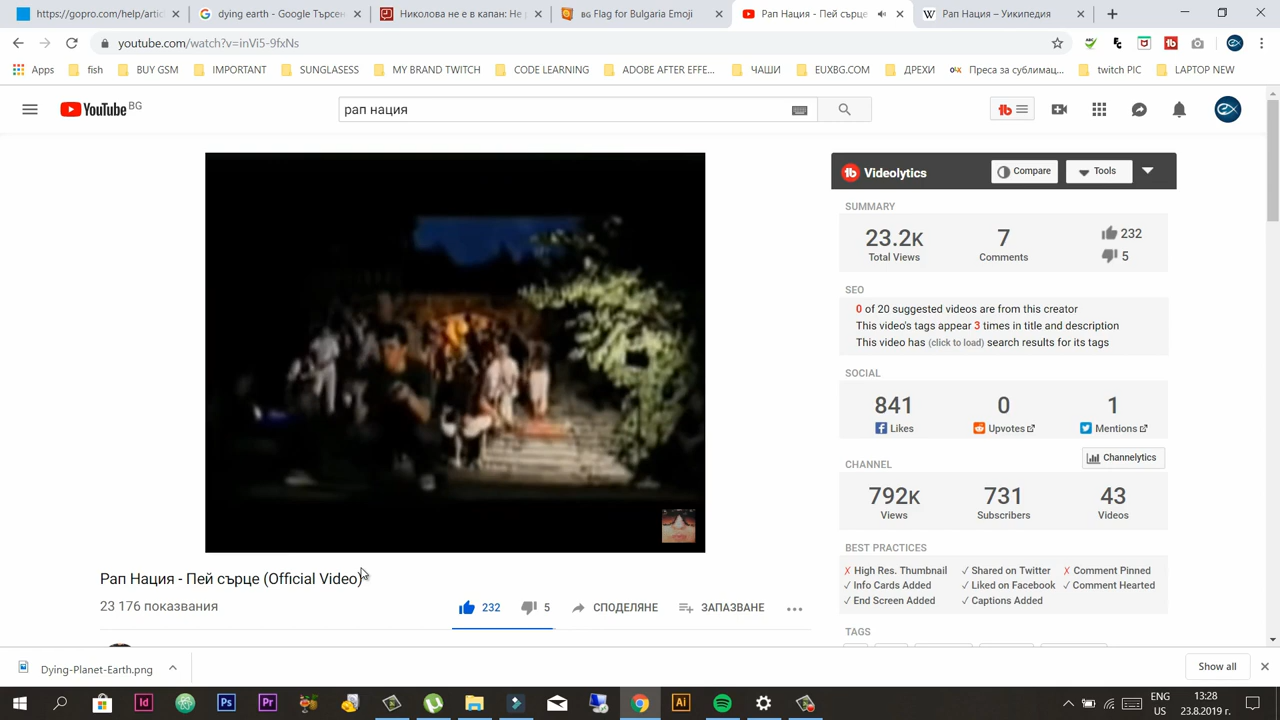 https://gopro.com/help/artic
dying earth - Google Търсен
Николова не е в капан: Не р
BG Flag for Bulgaria Emoji
Рап Нация - Пей сърце
Рап Нация – Уикипедия
youtube.com/watch?v=inVi5-9fxNs
Apps
fish
BUY GSM
IMPORTANT
SUNGLASESS
MY BRAND TWITCH
CODE LEARNING
ADOBE AFTER EFFE...
ЧАШИ
EUXBG.COM
ДРЕХИ
Преса за сублимац...
twitch PIC
LAPTOP NEW
YouTube BG
рап нация
Videolytics
Compare
Tools
SUMMARY
23.2K
7
232
Total Views
Comments
5
SEO
0 of 20 suggested videos are from this creator
This video's tags appear 3 times in title and description
This video has (click to load) search results for its tags
SOCIAL
841
0
1
Likes
Upvotes
Mentions
CHANNEL
Channelytics
792K
731
43
Views
Subscribers
Videos
BEST PRACTICES
✗ High Res. Thumbnail
✓ Shared on Twitter
✗ Comment Pinned
✓ Info Cards Added
✓ Liked on Facebook
✓ Comment Hearted
✓ End Screen Added
✓ Captions Added
TAGS
Рап Нация - Пей сърце (Official Video)
23 176 показвания
232
5
СПОДЕЛЯНЕ
ЗАПАЗВАНЕ
Dying-Planet-Earth.png
Show all
ENG
US
13:28
23.8.2019 г.